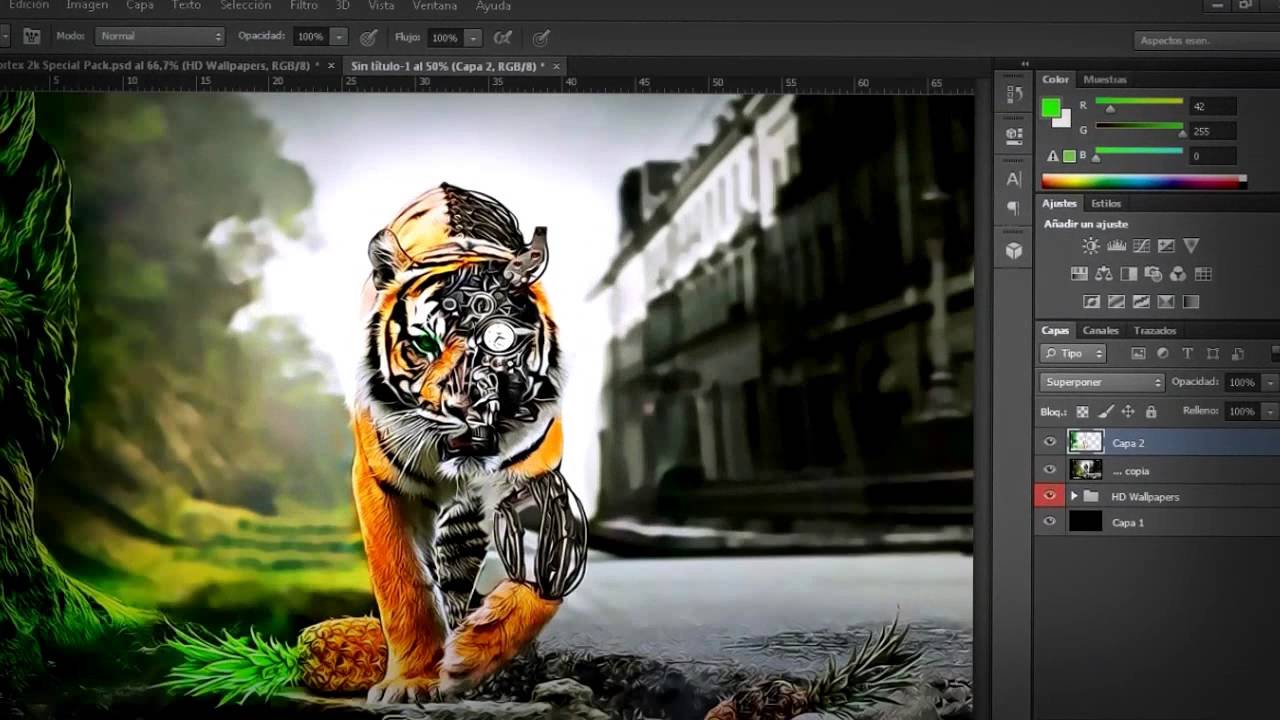 Edición Imagen Capa Texto Selección Filtro 3D Vista Ventana Ayuda
Modo: Normal Opacidad: 100% Flujo: 100% Aspectos esen.
ortex 2k Special Pack.psd al 66,7% (HD Wallpapers, RGB/8) * × Sin título-1 al 50% (Capa 2, RGB/8) * ×
5 10 15 20 25 30 35 40 45 50 55 60 65
Color Muestras
R 42
G 255
B 0
Ajustes Estilos
Añadir un ajuste
Capas Canales Trazados
Tipo
Superponer Opacidad: 100%
Bloq.: Relleno: 100%
Capa 2
... copia
HD Wallpapers
Capa 1